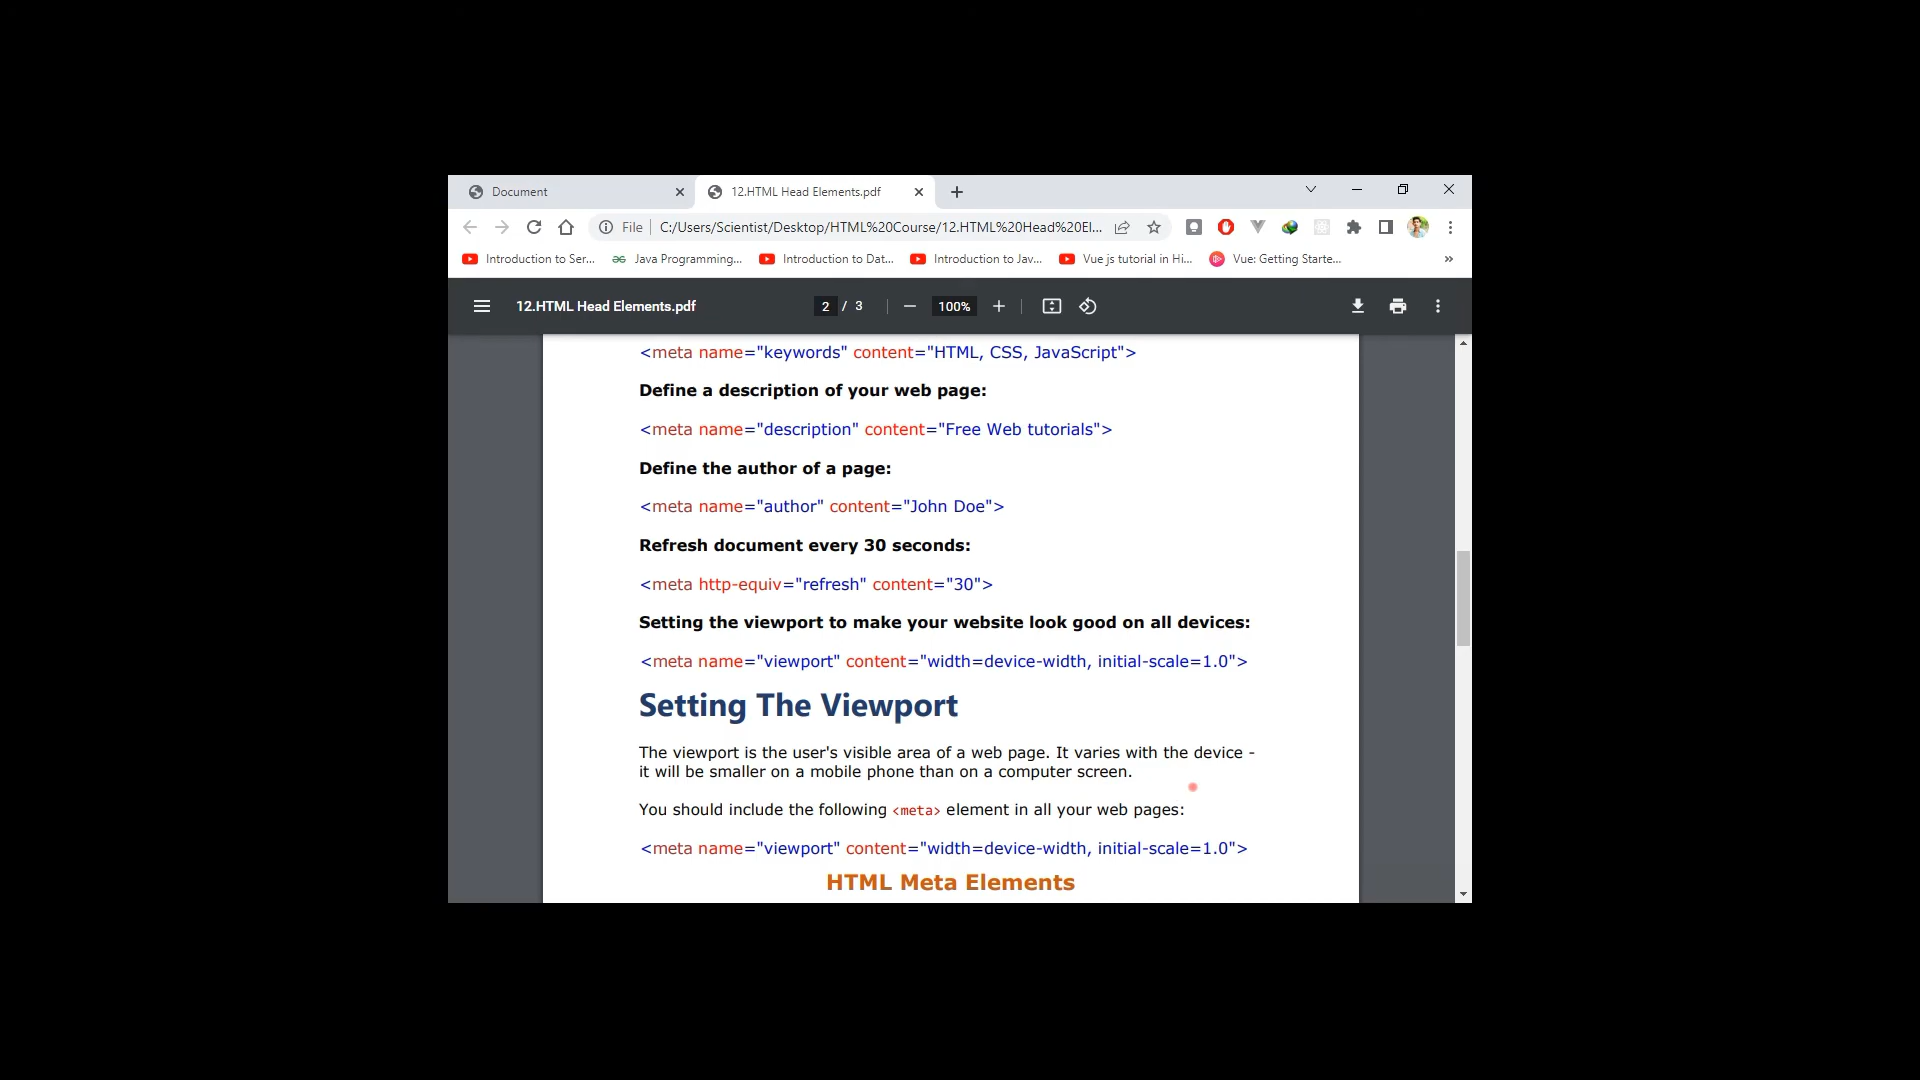 Document
12.HTML Head Elements.pdf
File
C:/Users/Scientist/Desktop/HTML%20Course/12.HTML%20Head%20El...
Introduction to Ser...
Java Programming...
Introduction to Dat...
Introduction to Jav...
Vue js tutorial in Hi...
Vue: Getting Starte...
»
12.HTML Head Elements.pdf
2 / 3
100%
<meta name="keywords" content="HTML, CSS, JavaScript">
Define a description of your web page:
<meta name="description" content="Free Web tutorials">
Define the author of a page:
<meta name="author" content="John Doe">
Refresh document every 30 seconds:
<meta http-equiv="refresh" content="30">
Setting the viewport to make your website look good on all devices:
<meta name="viewport" content="width=device-width, initial-scale=1.0">
Setting The Viewport
The viewport is the user's visible area of a web page. It varies with the device -
it will be smaller on a mobile phone than on a computer screen.
You should include the following <meta> element in all your web pages:
<meta name="viewport" content="width=device-width, initial-scale=1.0">
HTML Meta Elements